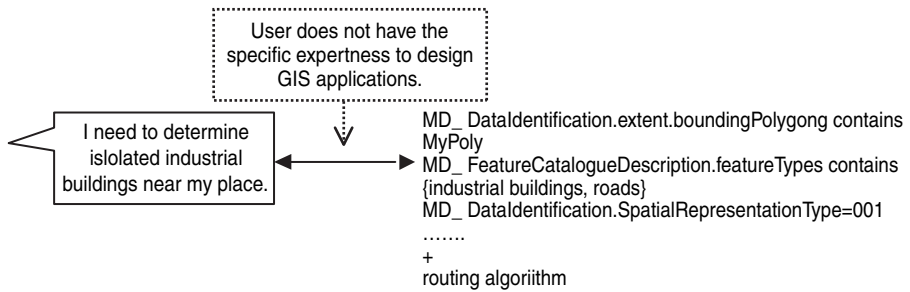 User does not have the
specific expertness to design
GIS applications.
I need to determine
islolated industrial
buildings near my place.
MD_ DataIdentification.extent.boundingPolygong contains
MyPoly
MD_ FeatureCatalogueDescription.featureTypes contains
{industrial buildings, roads}
MD_ DataIdentification.SpatialRepresentationType=001
.......
+
routing algoriithm